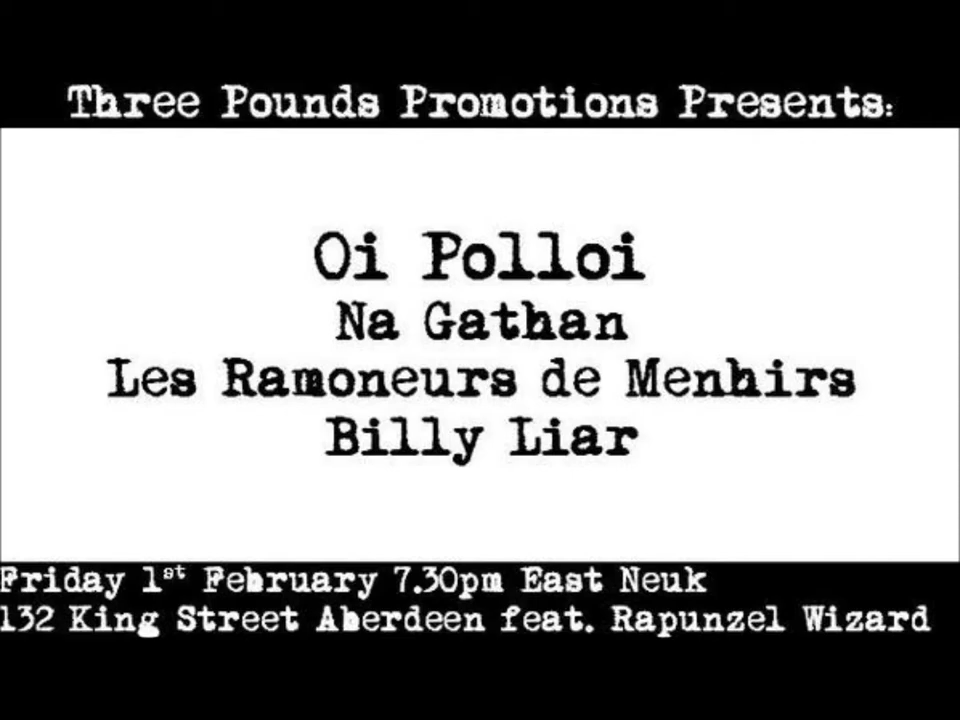 Three Pounds Promotions Presents:
Oi Polloi
Na Gathan
Les Ramoneurs de Menhirs
Billy Liar
Friday 1st February 7.30pm East Neuk
132 King Street Aberdeen feat. Rapunzel Wizard